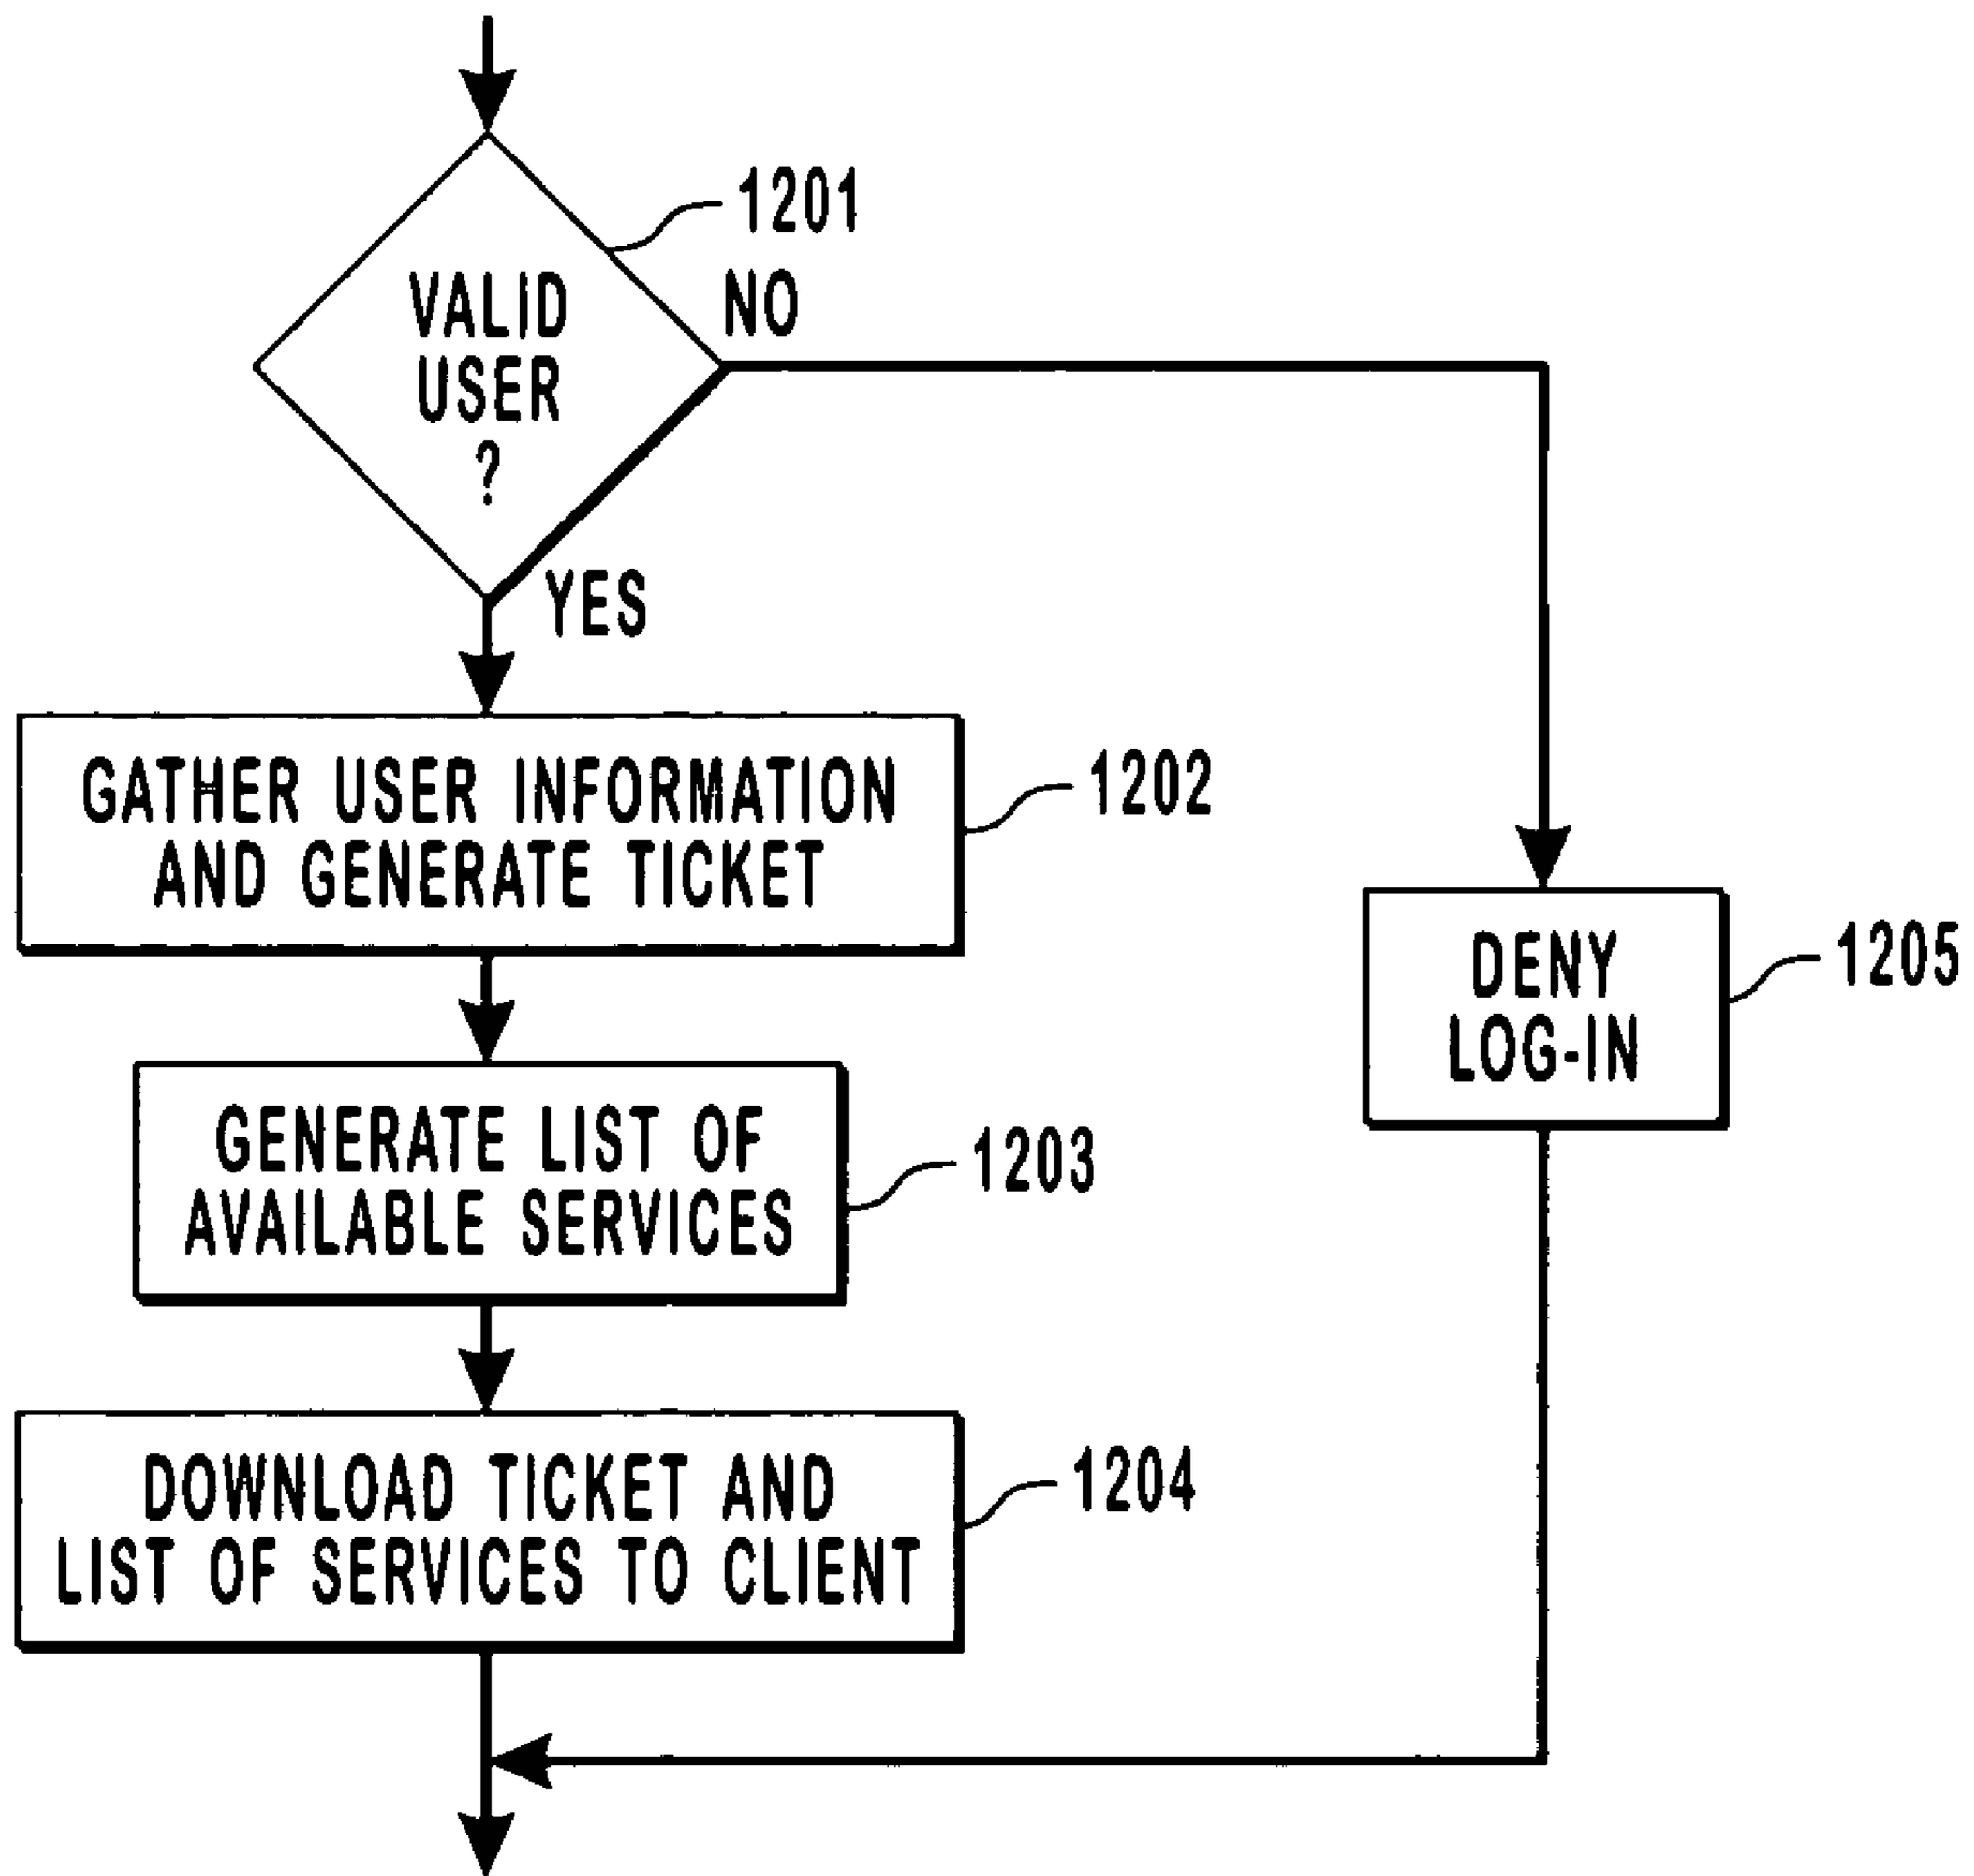 1201
VALID
USER
?
NO
YES
GATHER USER INFORMATION
AND GENERATE TICKET
1202
DENY
LOG-IN
1205
GENERATE LIST OF
AVAILABLE SERVICES
1203
DOWNLOAD TICKET AND
LIST OF SERVICES TO CLIENT
1204